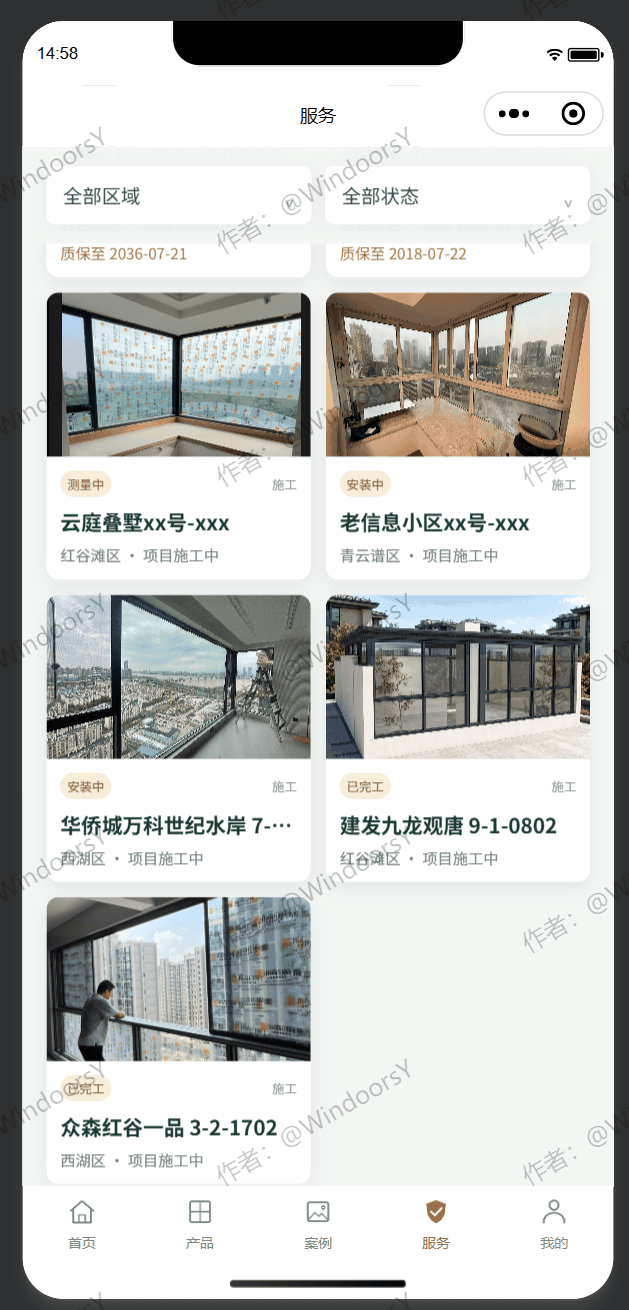 14:58
服务
全部区域
全部状态
质保至 2036-07-21
质保至 2018-07-22
测量中
施工
云庭叠墅xx号-xxx
红谷滩区 · 项目施工中
安装中
施工
老信息小区xx号-xxx
青云谱区 · 项目施工中
安装中
施工
华侨城万科世纪水岸 7-…
西湖区 · 项目施工中
已完工
施工
建发九龙观唐 9-1-0802
红谷滩区 · 项目施工中
已完工
施工
众森红谷一品 3-2-1702
西湖区 · 项目施工中
首页
产品
案例
服务
我的
作者：@WindoorsY